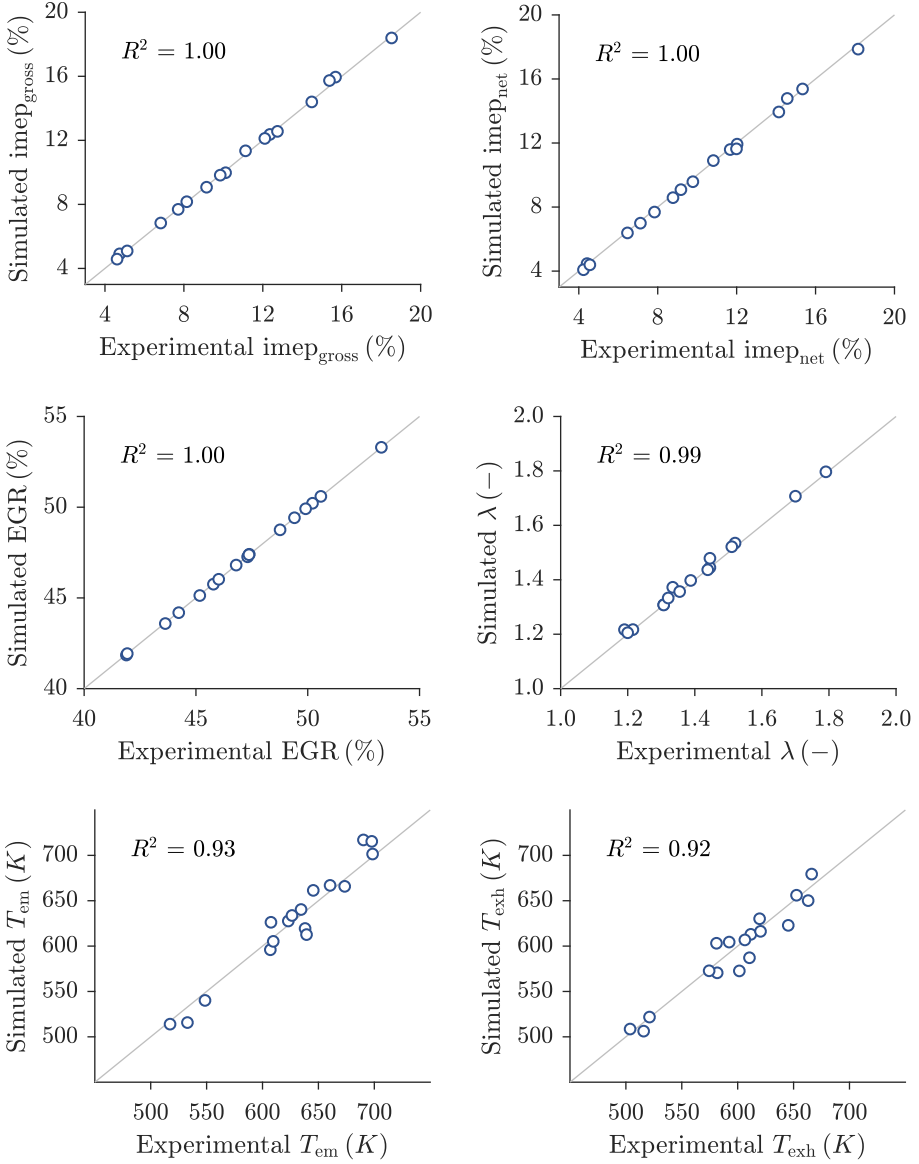 20
16
12
8
4
Simulated imep_gross (%)
R² = 1.00
4 8 12 16 20
Experimental imep_gross (%)
20
16
12
8
4
Simulated imep_net (%)
R² = 1.00
4 8 12 16 20
Experimental imep_net (%)
55
50
45
40
Simulated EGR (%)
R² = 1.00
40 45 50 55
Experimental EGR (%)
2.0
1.8
1.6
1.4
1.2
1.0
Simulated λ (−)
R² = 0.99
1.0 1.2 1.4 1.6 1.8 2.0
Experimental λ (−)
700
650
600
550
500
Simulated T_em (K)
R² = 0.93
500 550 600 650 700
Experimental T_em (K)
700
650
600
550
500
Simulated T_exh (K)
R² = 0.92
500 550 600 650 700
Experimental T_exh (K)